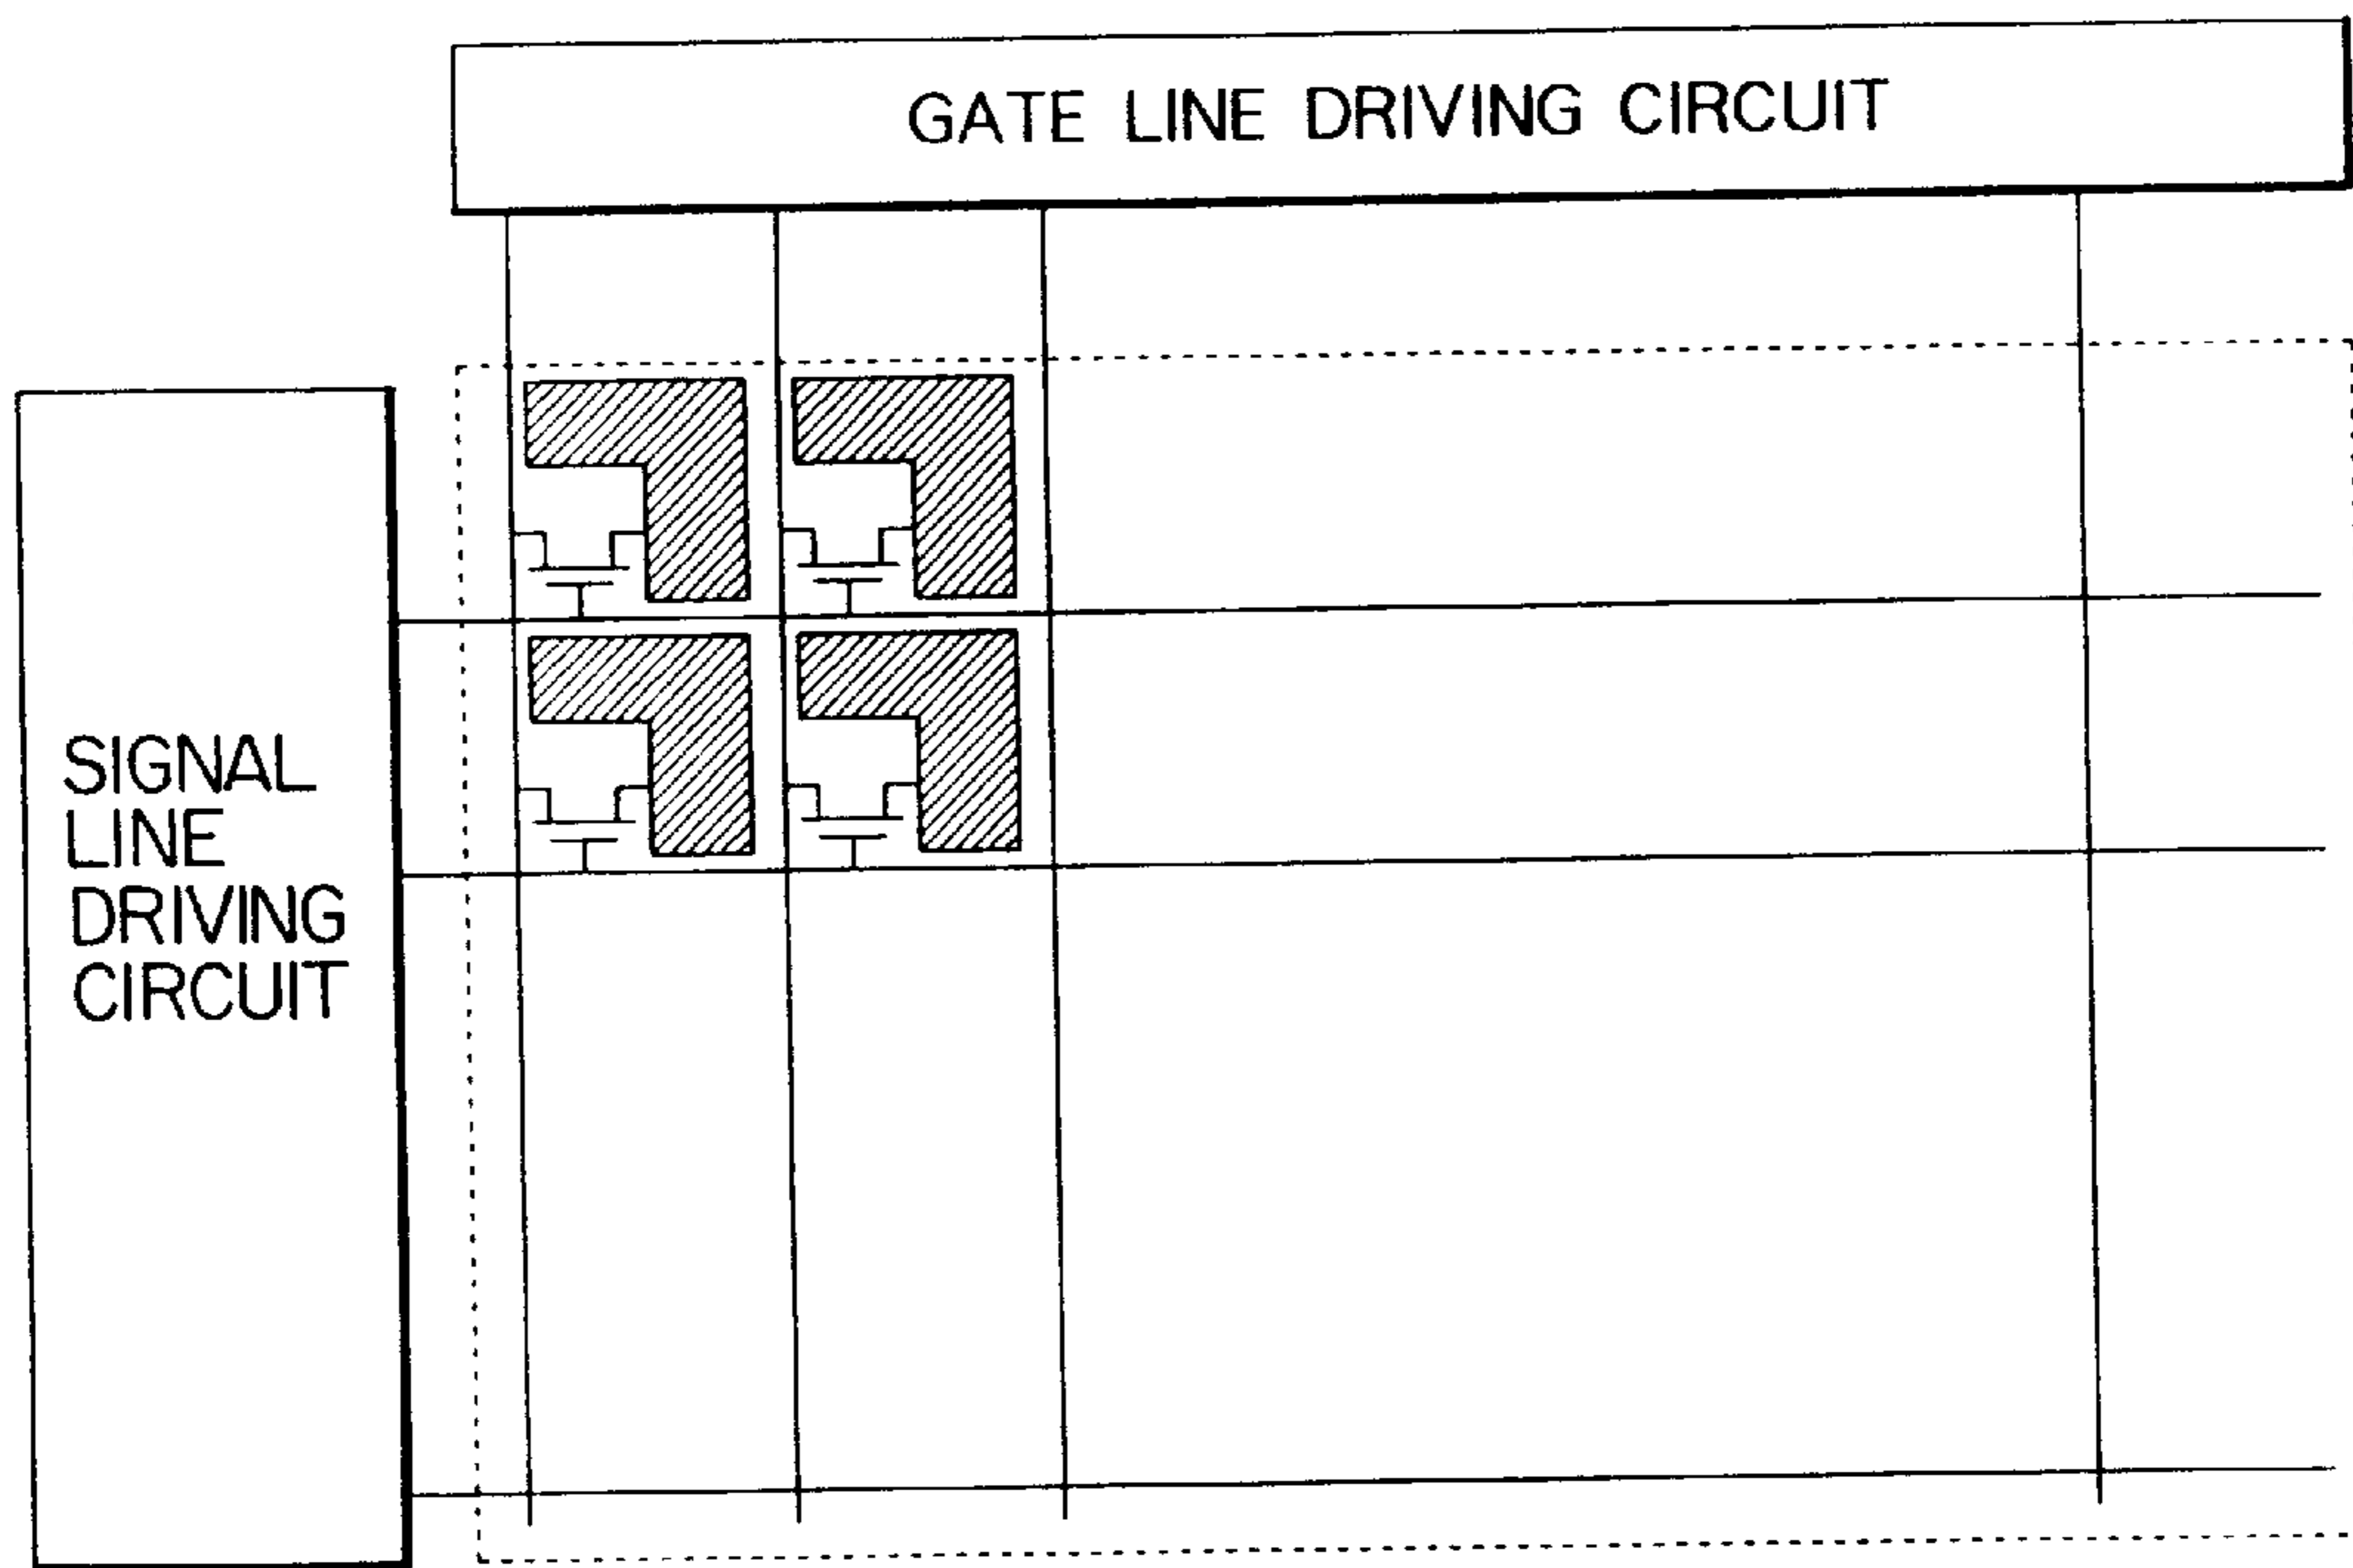 GATE LINE DRIVING CIRCUIT
SIGNAL
LINE
DRIVING
CIRCUIT